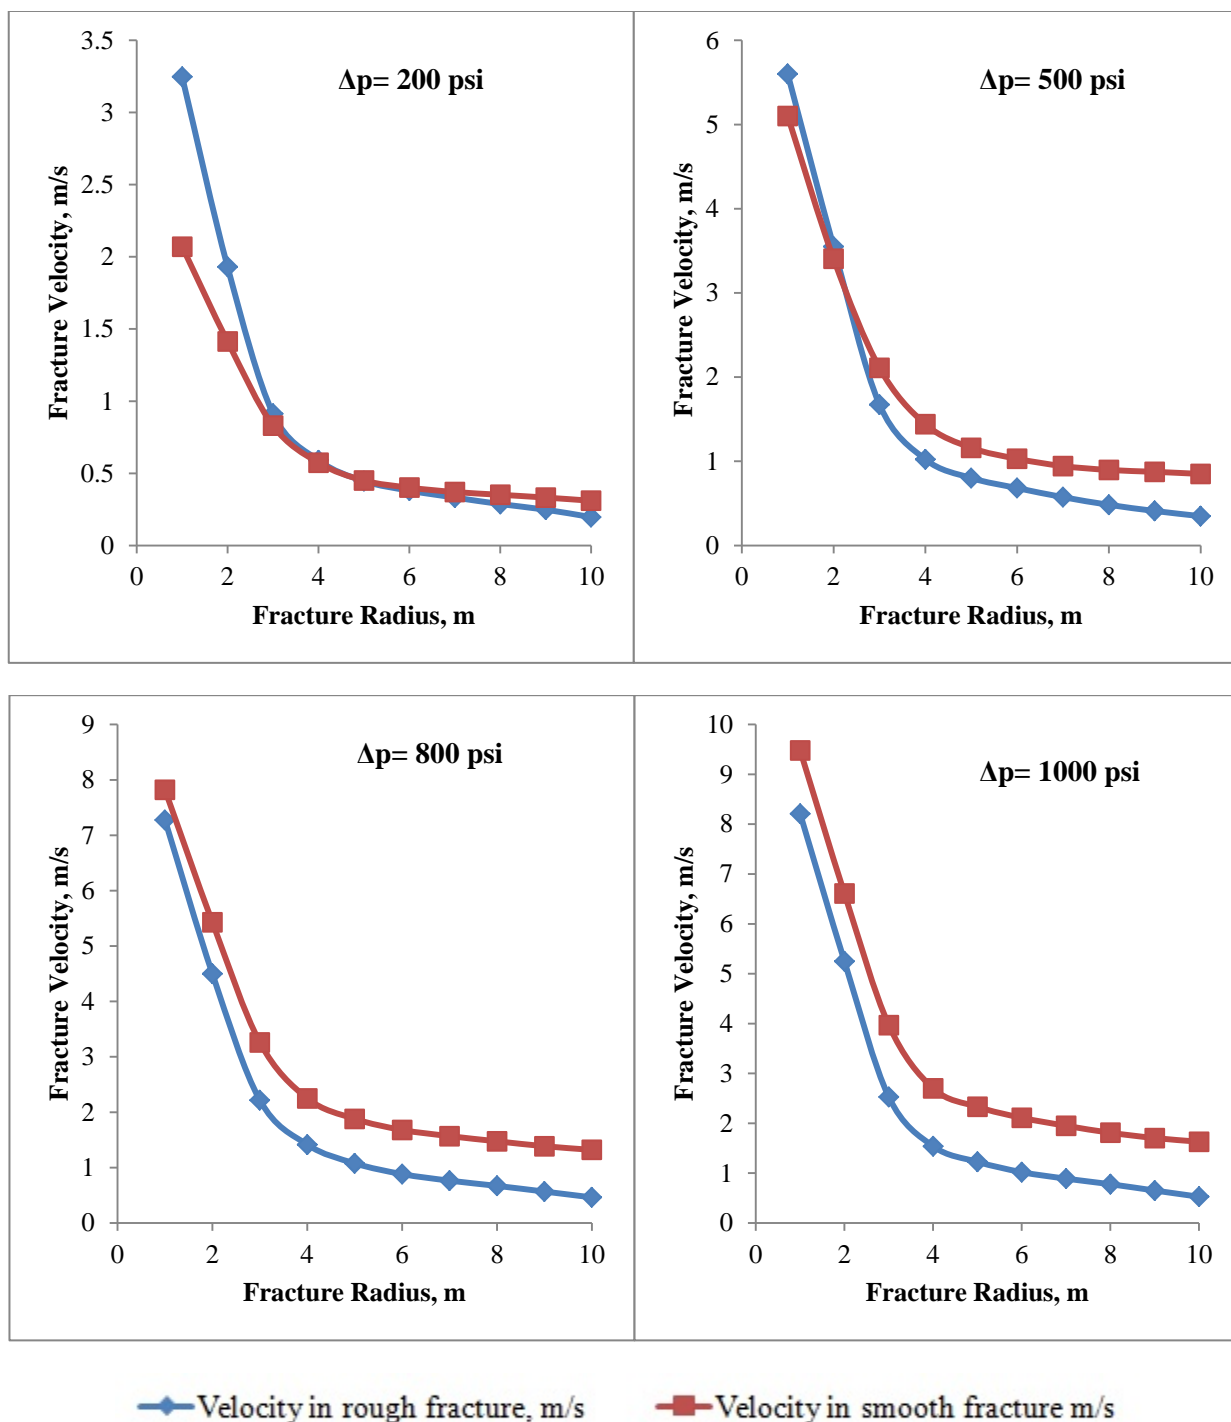 Δp= 200 psi
Fracture Velocity, m/s
3.5
3
2.5
2
1.5
1
0.5
0
0 2 4 6 8 10
Fracture Radius, m
Δp= 500 psi
Fracture Velocity, m/s
6
5
4
3
2
1
0
0 2 4 6 8 10
Fracture Radius, m
Δp= 800 psi
Fracture Velocity, m/s
9
8
7
6
5
4
3
2
1
0
0 2 4 6 8 10
Fracture Radius, m
Δp= 1000 psi
Fracture Velocity, m/s
10
9
8
7
6
5
4
3
2
1
0
0 2 4 6 8 10
Fracture Radius, m
Velocity in rough fracture, m/s
Velocity in smooth fracture m/s